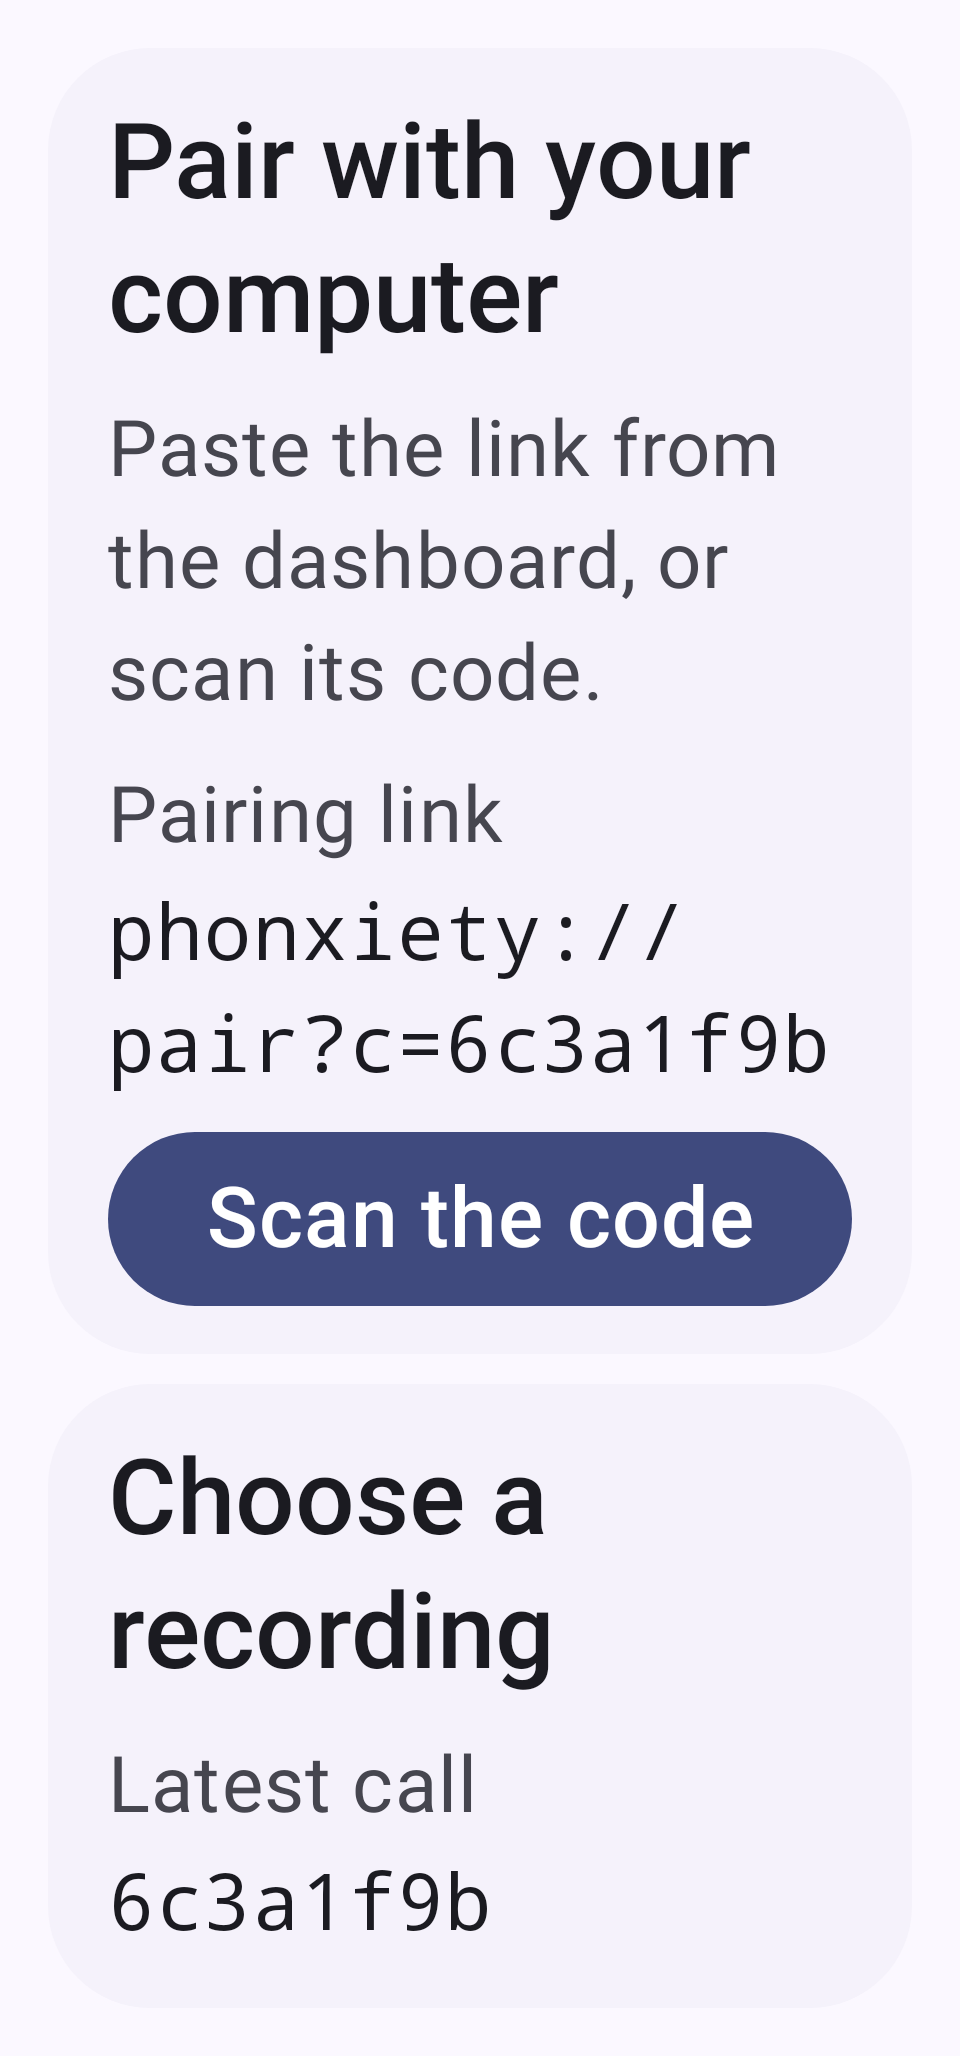 Pair with your
computer
Paste the link from
the dashboard, or
scan its code.
Pairing link
phonxiety://
pair?c=6c3a1f9b
Scan the code
Choose a
recording
Latest call
6c3a1f9b